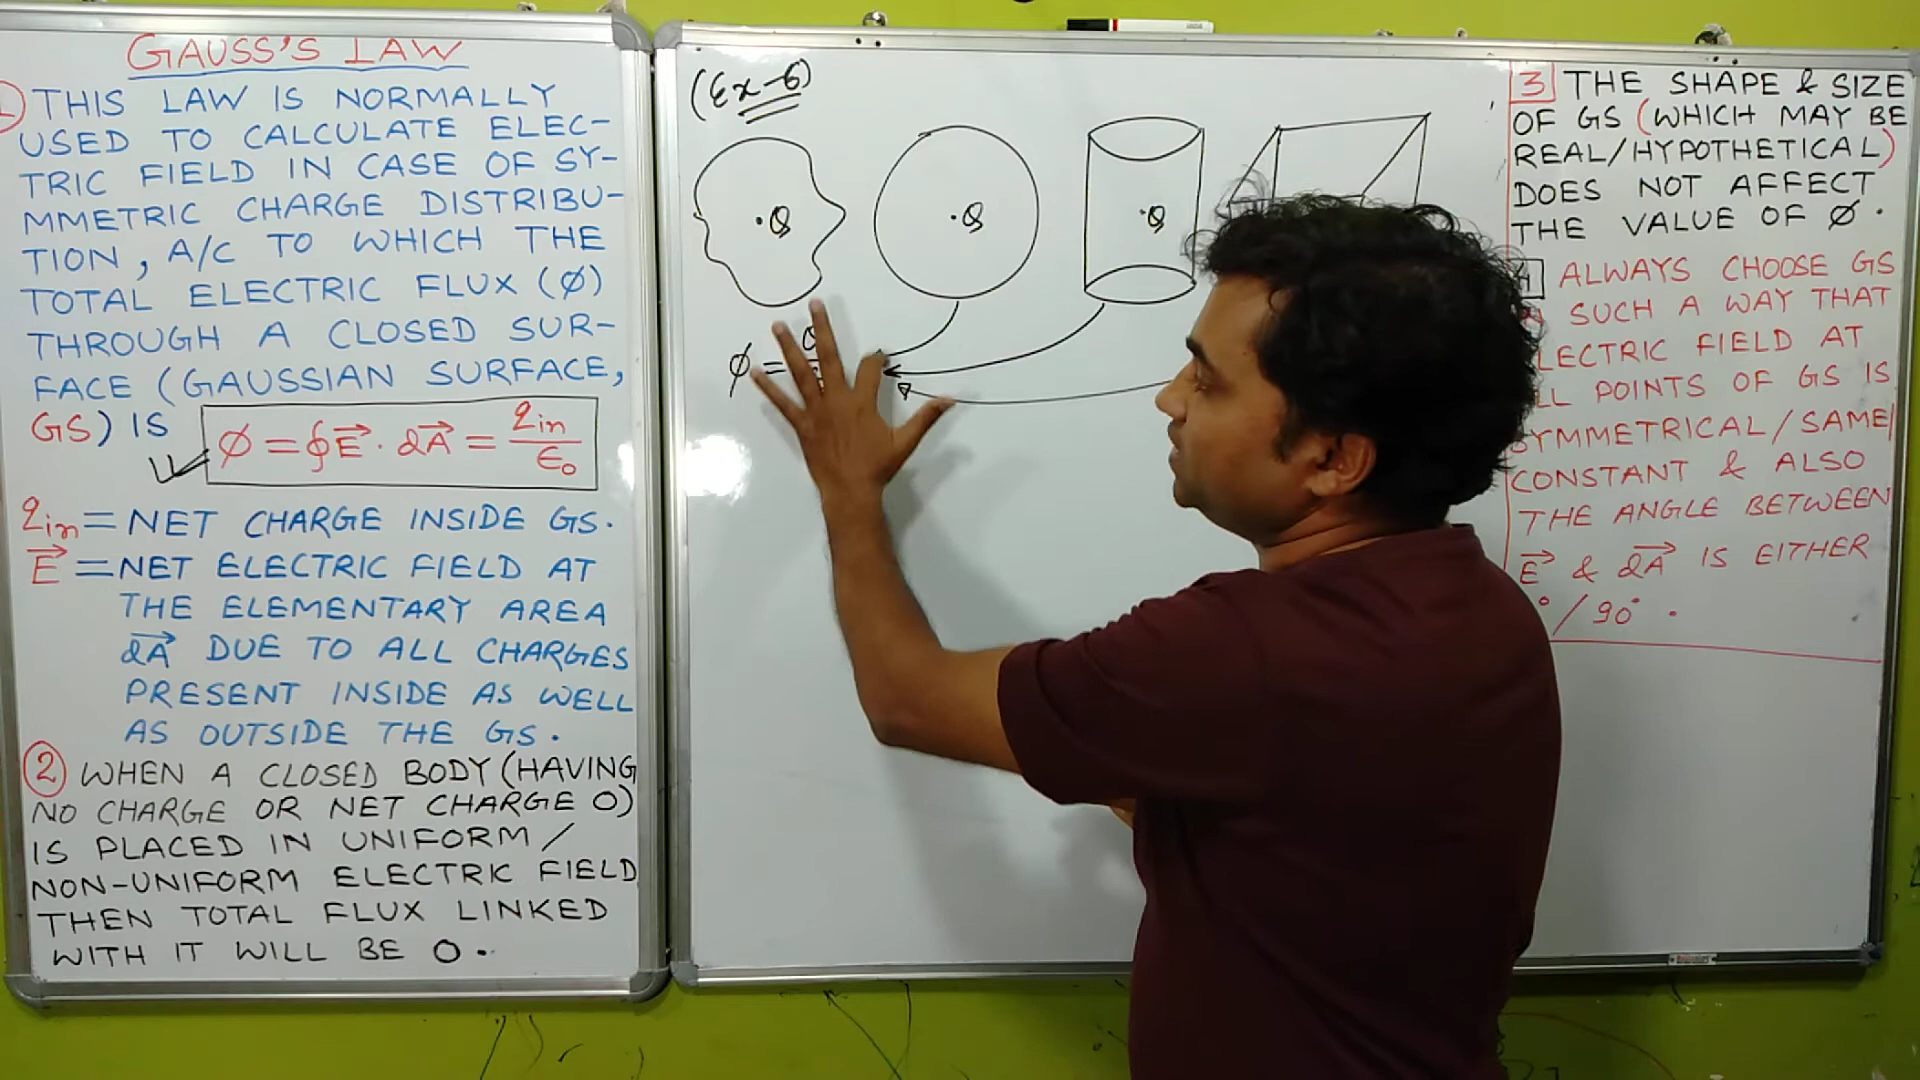 GAUSS'S LAW
1 THIS LAW IS NORMALLY
USED TO CALCULATE ELEC-
TRIC FIELD IN CASE OF SY-
MMETRIC CHARGE DISTRIBU-
TION, A/C TO WHICH THE
TOTAL ELECTRIC FLUX (Ø)
THROUGH A CLOSED SUR-
FACE (GAUSSIAN SURFACE,
GS) IS
Ø = ∮E⃗ · dA⃗ = qin/ε0
qin = NET CHARGE INSIDE GS.
E⃗ = NET ELECTRIC FIELD AT
THE ELEMENTARY AREA
dA⃗ DUE TO ALL CHARGES
PRESENT INSIDE AS WELL
AS OUTSIDE THE GS.
2 WHEN A CLOSED BODY (HAVING
NO CHARGE OR NET CHARGE 0)
IS PLACED IN UNIFORM /
NON-UNIFORM ELECTRIC FIELD
THEN TOTAL FLUX LINKED
WITH IT WILL BE 0.
(Ex-6)
.Q .Q .Q
Ø =
3 THE SHAPE & SIZE
OF GS (WHICH MAY BE
REAL/HYPOTHETICAL)
DOES NOT AFFECT
THE VALUE OF Ø.
4 ALWAYS CHOOSE GS
SUCH A WAY THAT
LECTRIC FIELD AT
LL POINTS OF GS IS
SYMMETRICAL/SAME/
CONSTANT & ALSO
THE ANGLE BETWEEN
E⃗ & dA⃗ IS EITHER
°/90°.